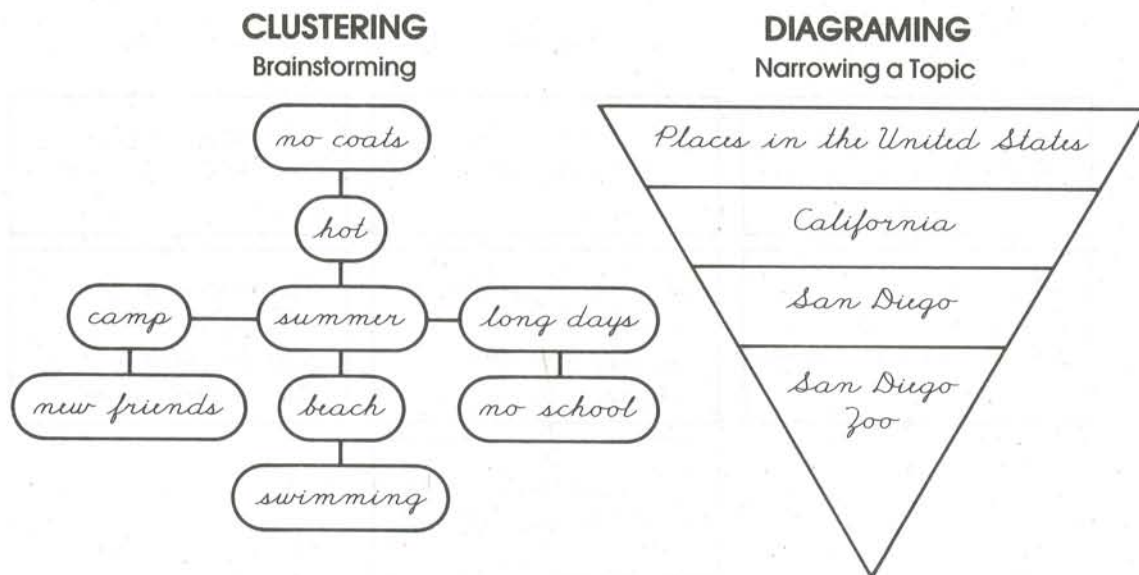 CLUSTERING
Brainstorming
no coats
hot
camp
summer
long days
new friends
beach
no school
swimming
DIAGRAMING
Narrowing a Topic
Places in the United States
California
San Diego
San Diego
Zoo